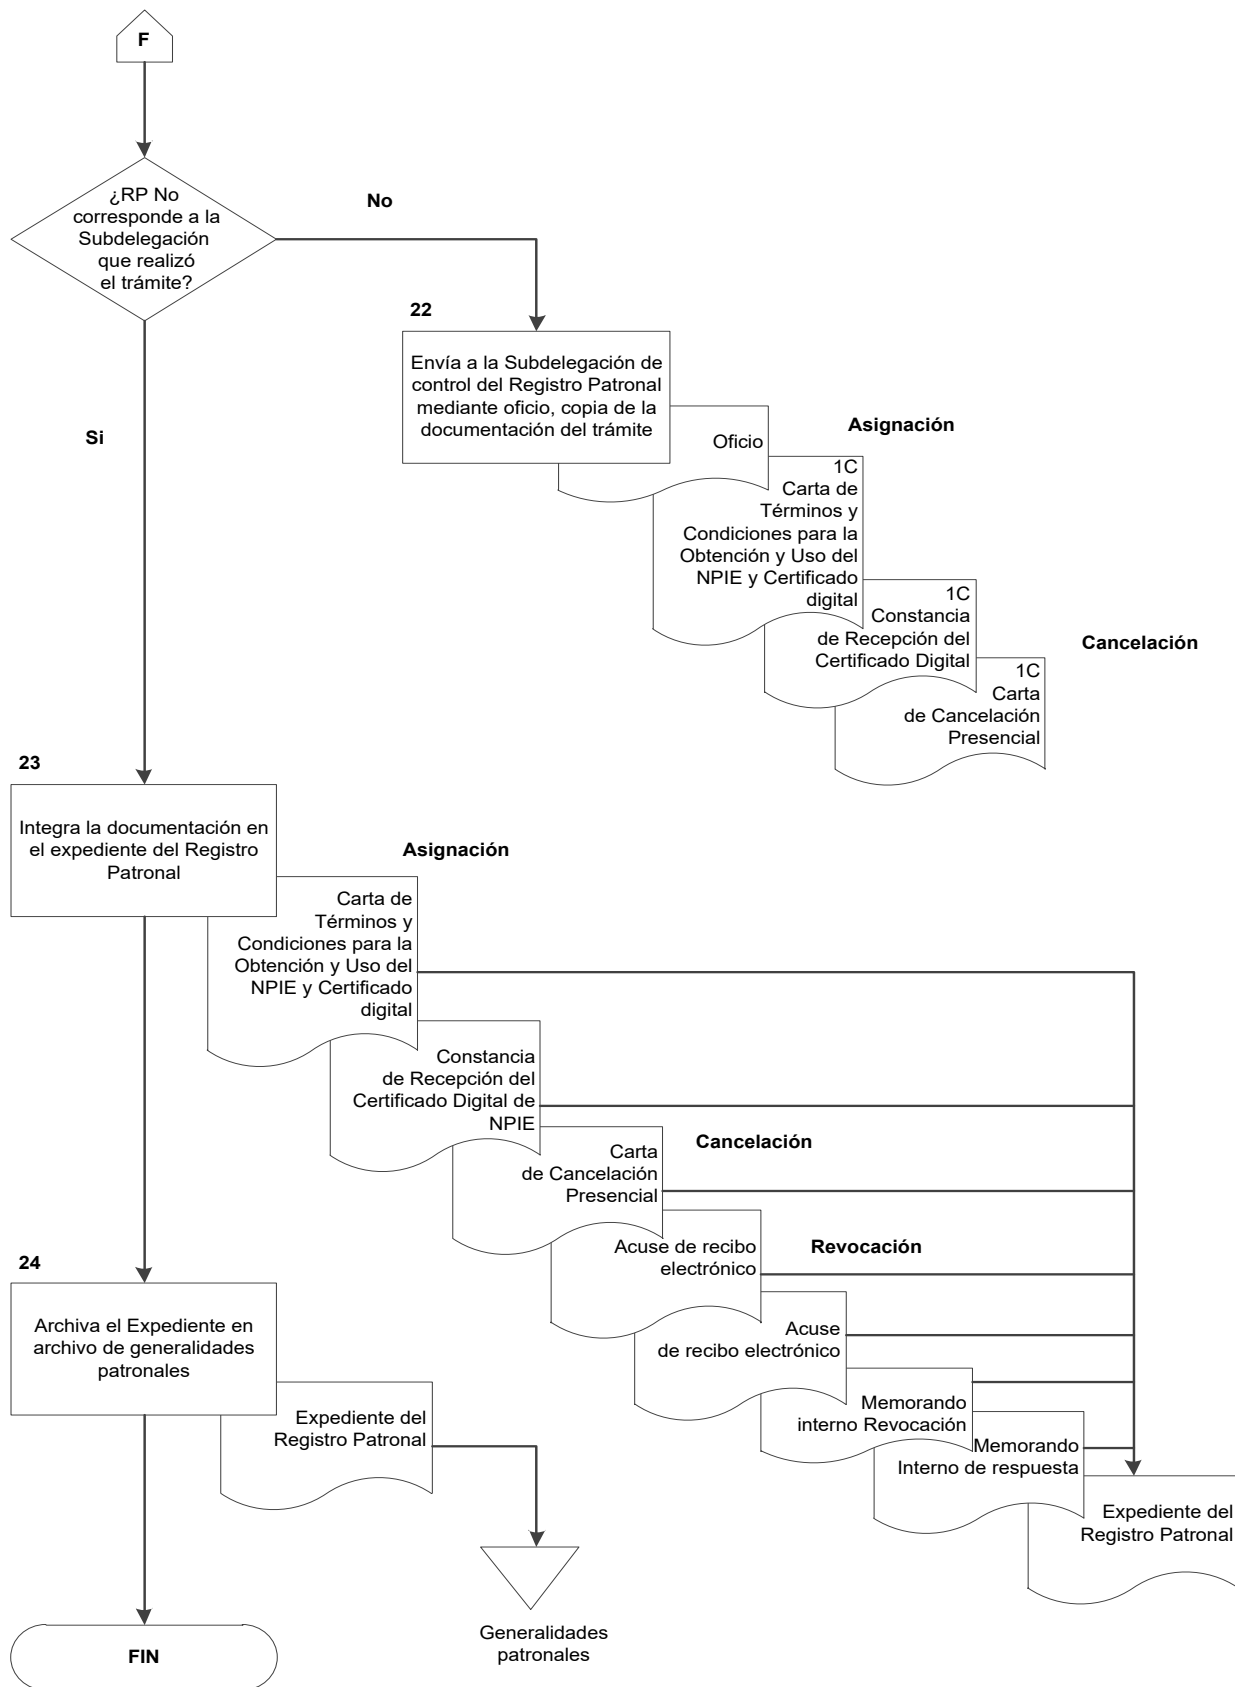 F
¿RP No
corresponde a la
Subdelegación
que realizó
el trámite?
No
Si
22
Envía a la Subdelegación de
control del Registro Patronal
mediante oficio, copia de la
documentación del trámite
Oficio
Asignación
1C
Carta de
Términos y
Condiciones para la
Obtención y Uso del
NPIE y Certificado
digital
1C
Constancia
de Recepción del
Certificado Digital
Cancelación
1C
Carta
de Cancelación
Presencial
23
Integra la documentación en
el expediente del Registro
Patronal
Asignación
Carta de
Términos y
Condiciones para la
Obtención y Uso del
NPIE y Certificado
digital
Constancia
de Recepción del
Certificado Digital de
NPIE
Cancelación
Carta
de Cancelación
Presencial
Acuse de recibo
electrónico
Revocación
Acuse
de recibo electrónico
Memorando
interno Revocación
Memorando
Interno de respuesta
Expediente del
Registro Patronal
24
Archiva el Expediente en
archivo de generalidades
patronales
Expediente del
Registro Patronal
Generalidades
patronales
FIN